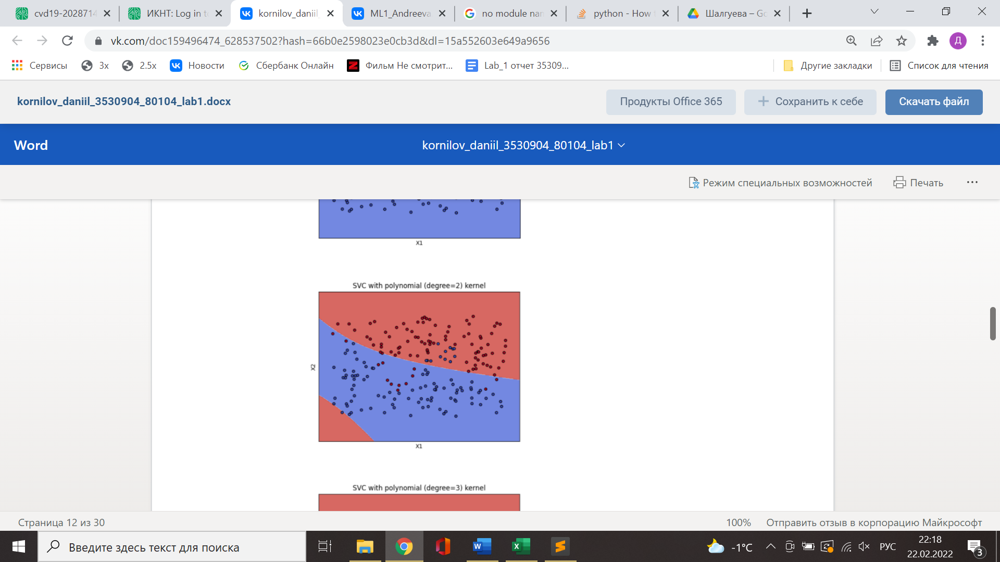 cvd19-2028714
ИКНТ: Log in to
kornilov_daniil_
ML1_Andreeva
no module nam
python - How t
Шалгуева – Go
vk.com/doc159496474_628537502?hash=66b0e2598023e0cb3d&dl=15a552603e649a9656
Д
Сервисы
3x
2.5x
Новости
Сбербанк Онлайн
Фильм Не смотрит...
Lab_1 отчет 35309...
Другие закладки
Список для чтения
kornilov_daniil_3530904_80104_lab1.docx
Продукты Office 365
Сохранить к себе
Скачать файл
Word
kornilov_daniil_3530904_80104_lab1
Режим специальных возможностей
Печать
X1
SVC with polynomial (degree=2) kernel
X2
X1
SVC with polynomial (degree=3) kernel
Страница 12 из 30
100%
Отправить отзыв в корпорацию Майкрософт
Введите здесь текст для поиска
-1°C
РУС
22:18
22.02.2022
3